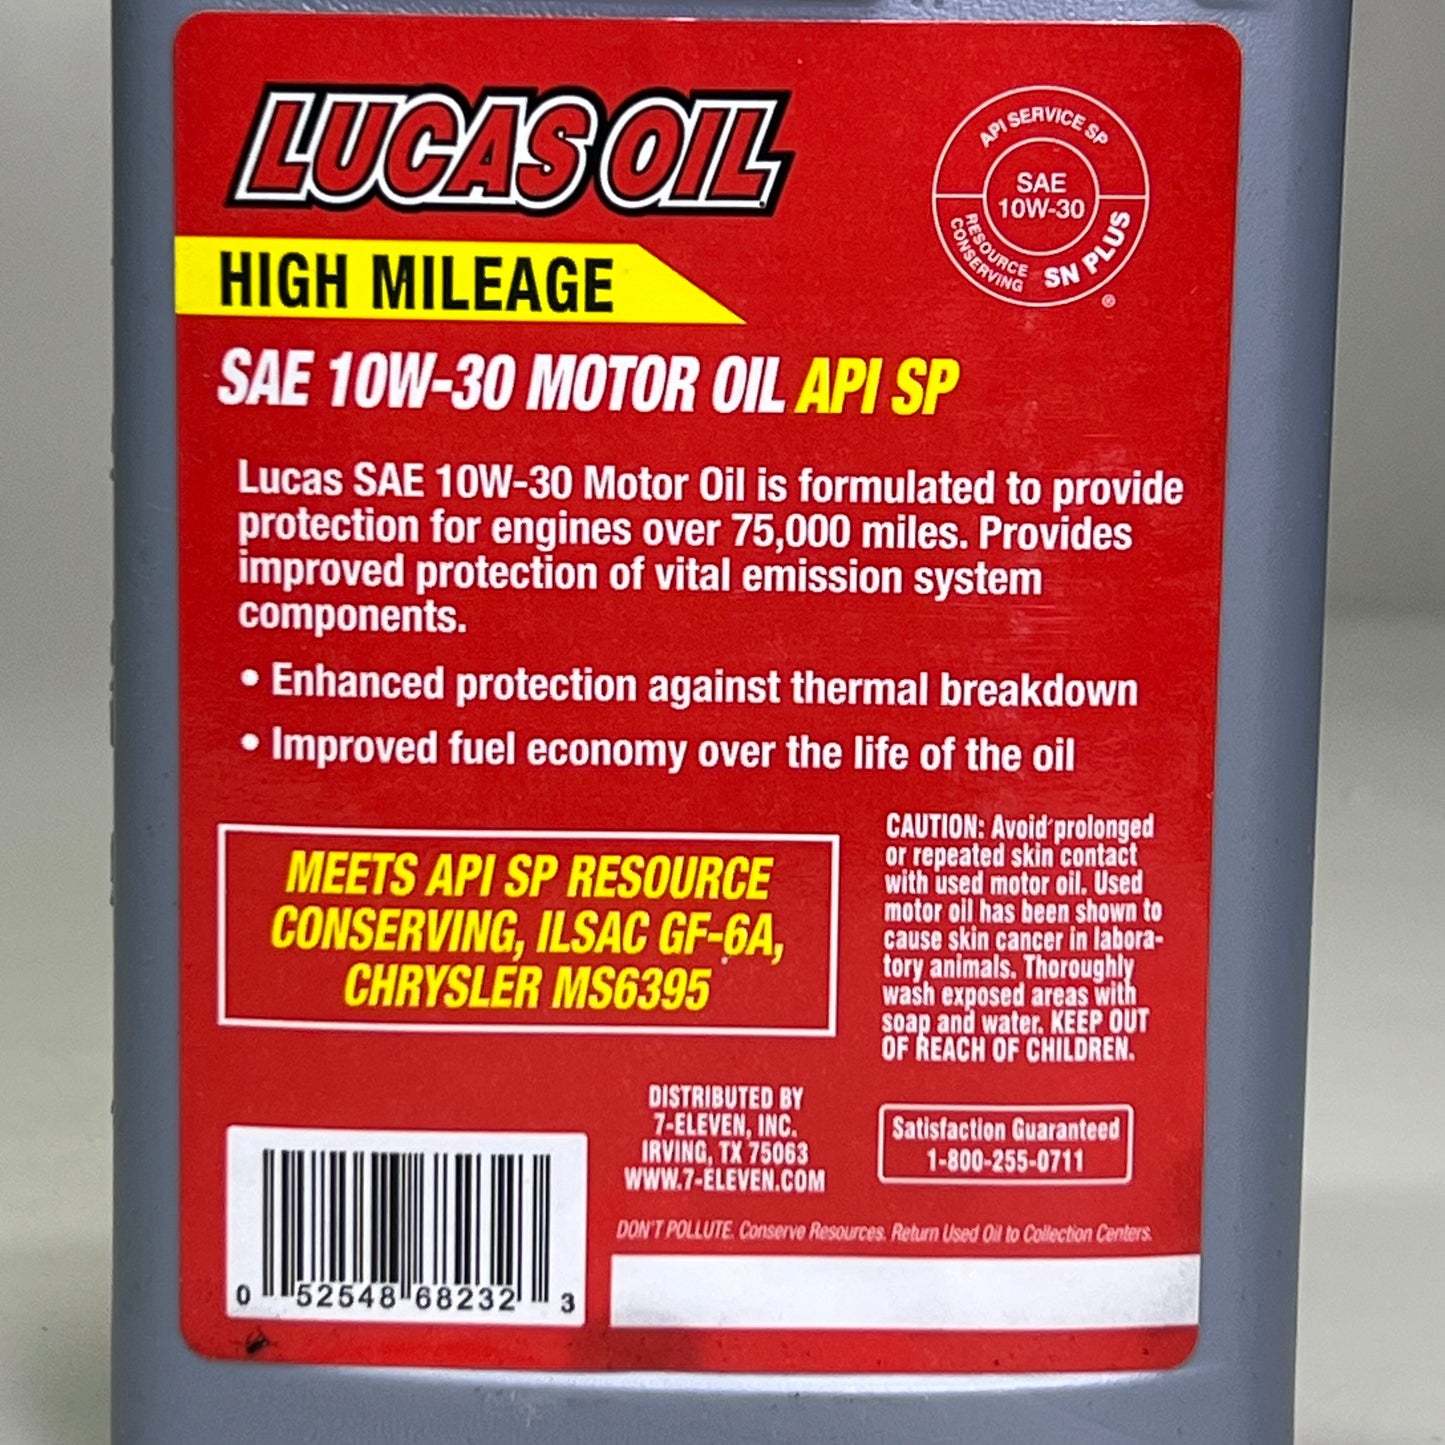 LUCAS OIL
API SERVICE SP
SAE
10W-30
RESOURCE
CONSERVING
SN PLUS
®
HIGH MILEAGE
SAE 10W-30 MOTOR OIL API SP
Lucas SAE 10W-30 Motor Oil is formulated to provide
protection for engines over 75,000 miles. Provides
improved protection of vital emission system
components.
• Enhanced protection against thermal breakdown
• Improved fuel economy over the life of the oil
MEETS API SP RESOURCE
CONSERVING, ILSAC GF-6A,
CHRYSLER MS6395
CAUTION: Avoid prolonged
or repeated skin contact
with used motor oil. Used
motor oil has been shown to
cause skin cancer in labora-
tory animals. Thoroughly
wash exposed areas with
soap and water. KEEP OUT
OF REACH OF CHILDREN.
DISTRIBUTED BY
7-ELEVEN, INC.
IRVING, TX 75063
WWW.7-ELEVEN.COM
Satisfaction Guaranteed
1-800-255-0711
DON'T POLLUTE. Conserve Resources. Return Used Oil to Collection Centers.
0 52548 68232 3